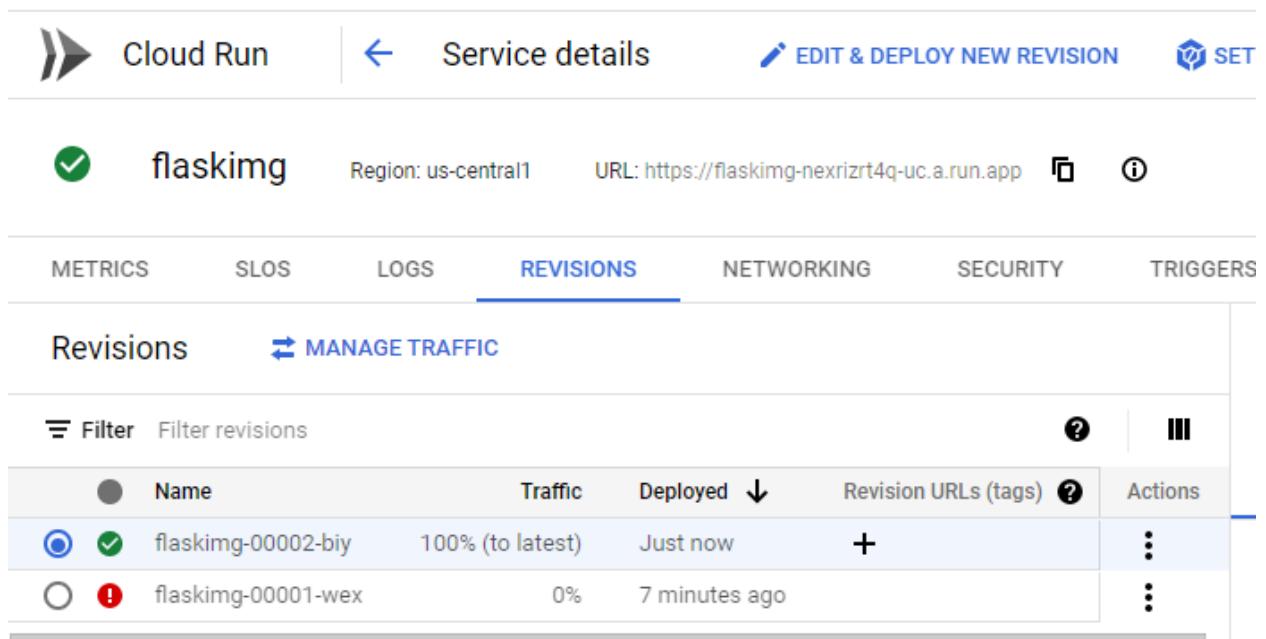 Cloud Run Service details EDIT & DEPLOY NEW REVISION SET
flaskimg Region: us-central1 URL: https://flaskimg-nexrizrt4q-uc.a.run.app
METRICS SLOS LOGS REVISIONS NETWORKING SECURITY TRIGGERS
Revisions MANAGE TRAFFIC
Filter Filter revisions
Name Traffic Deployed Revision URLs (tags) Actions
flaskimg-00002-biy 100% (to latest) Just now
flaskimg-00001-wex 0% 7 minutes ago